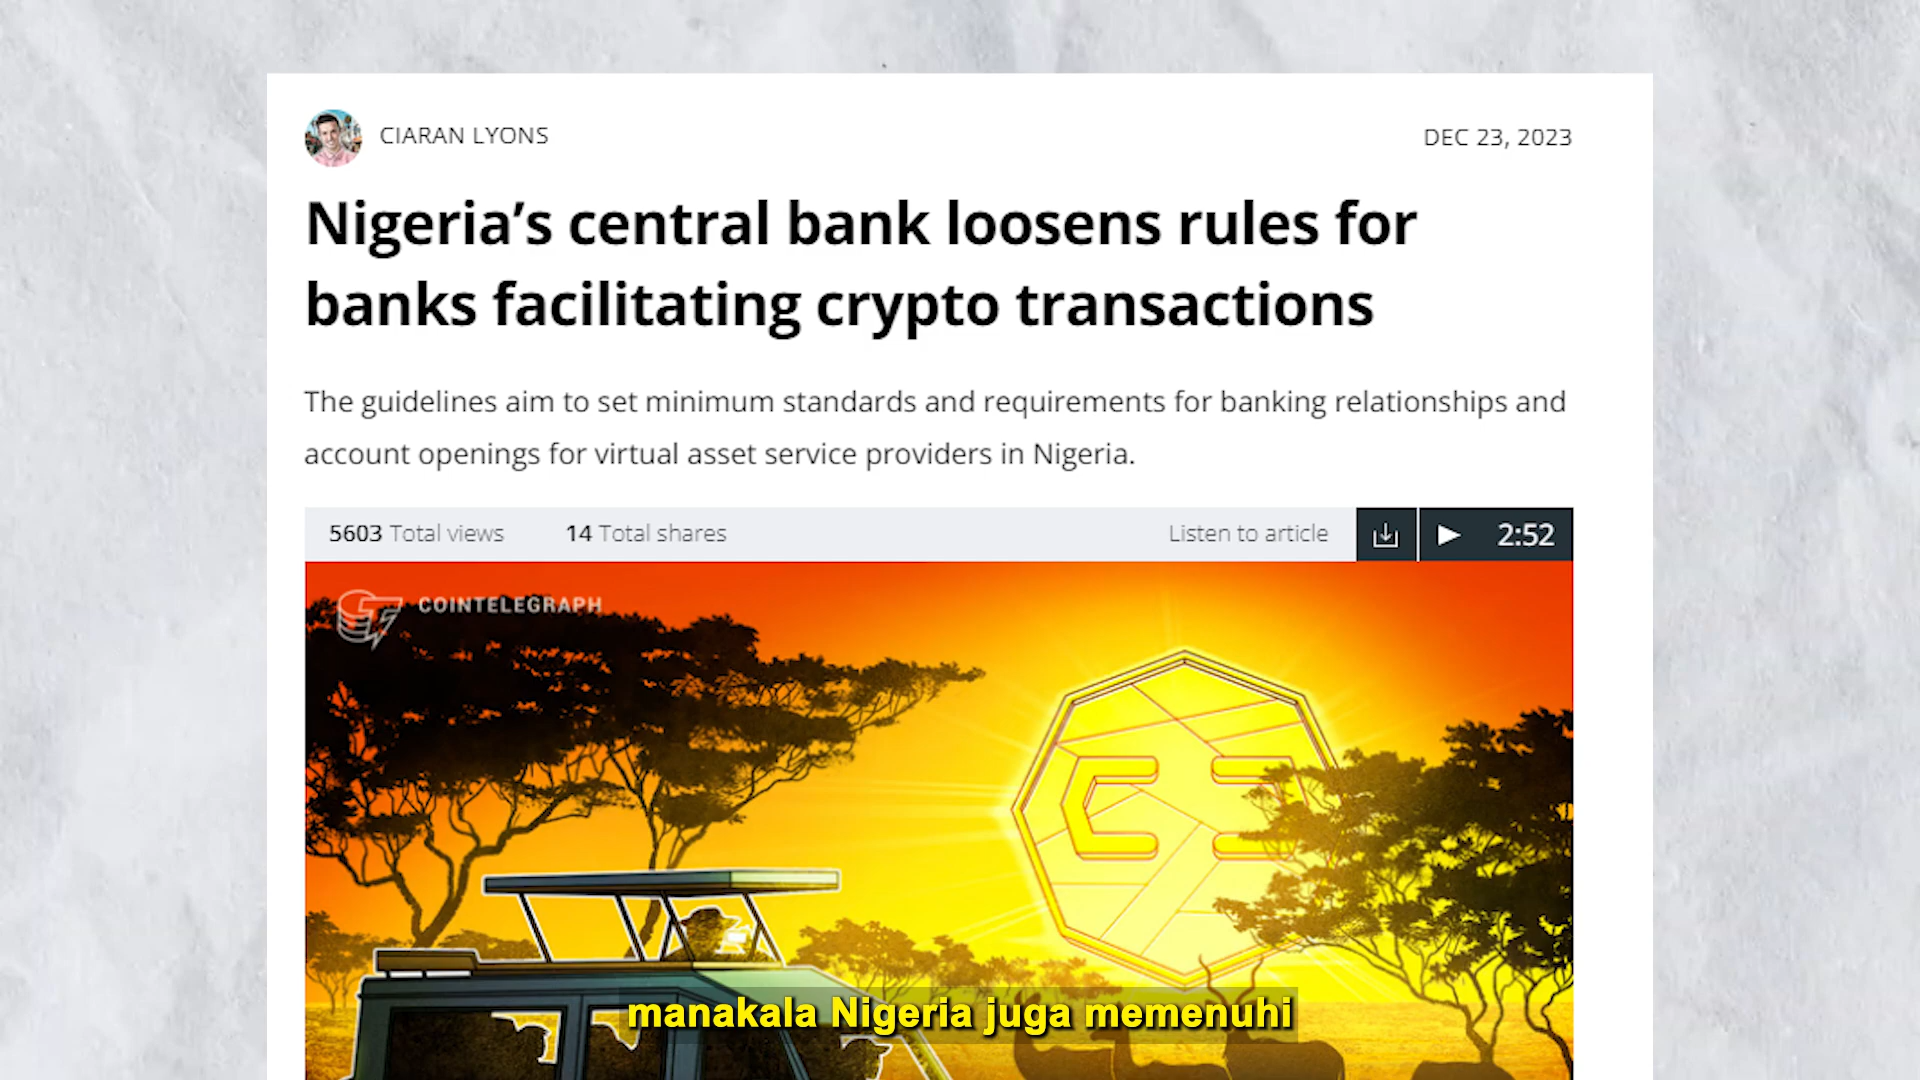 CIARAN LYONS
DEC 23, 2023
Nigeria’s central bank loosens rules for
banks facilitating crypto transactions
The guidelines aim to set minimum standards and requirements for banking relationships and
account openings for virtual asset service providers in Nigeria.
5603 Total views 14 Total shares Listen to article 2:52
COINTELEGRAPH
manakala Nigeria juga memenuhi